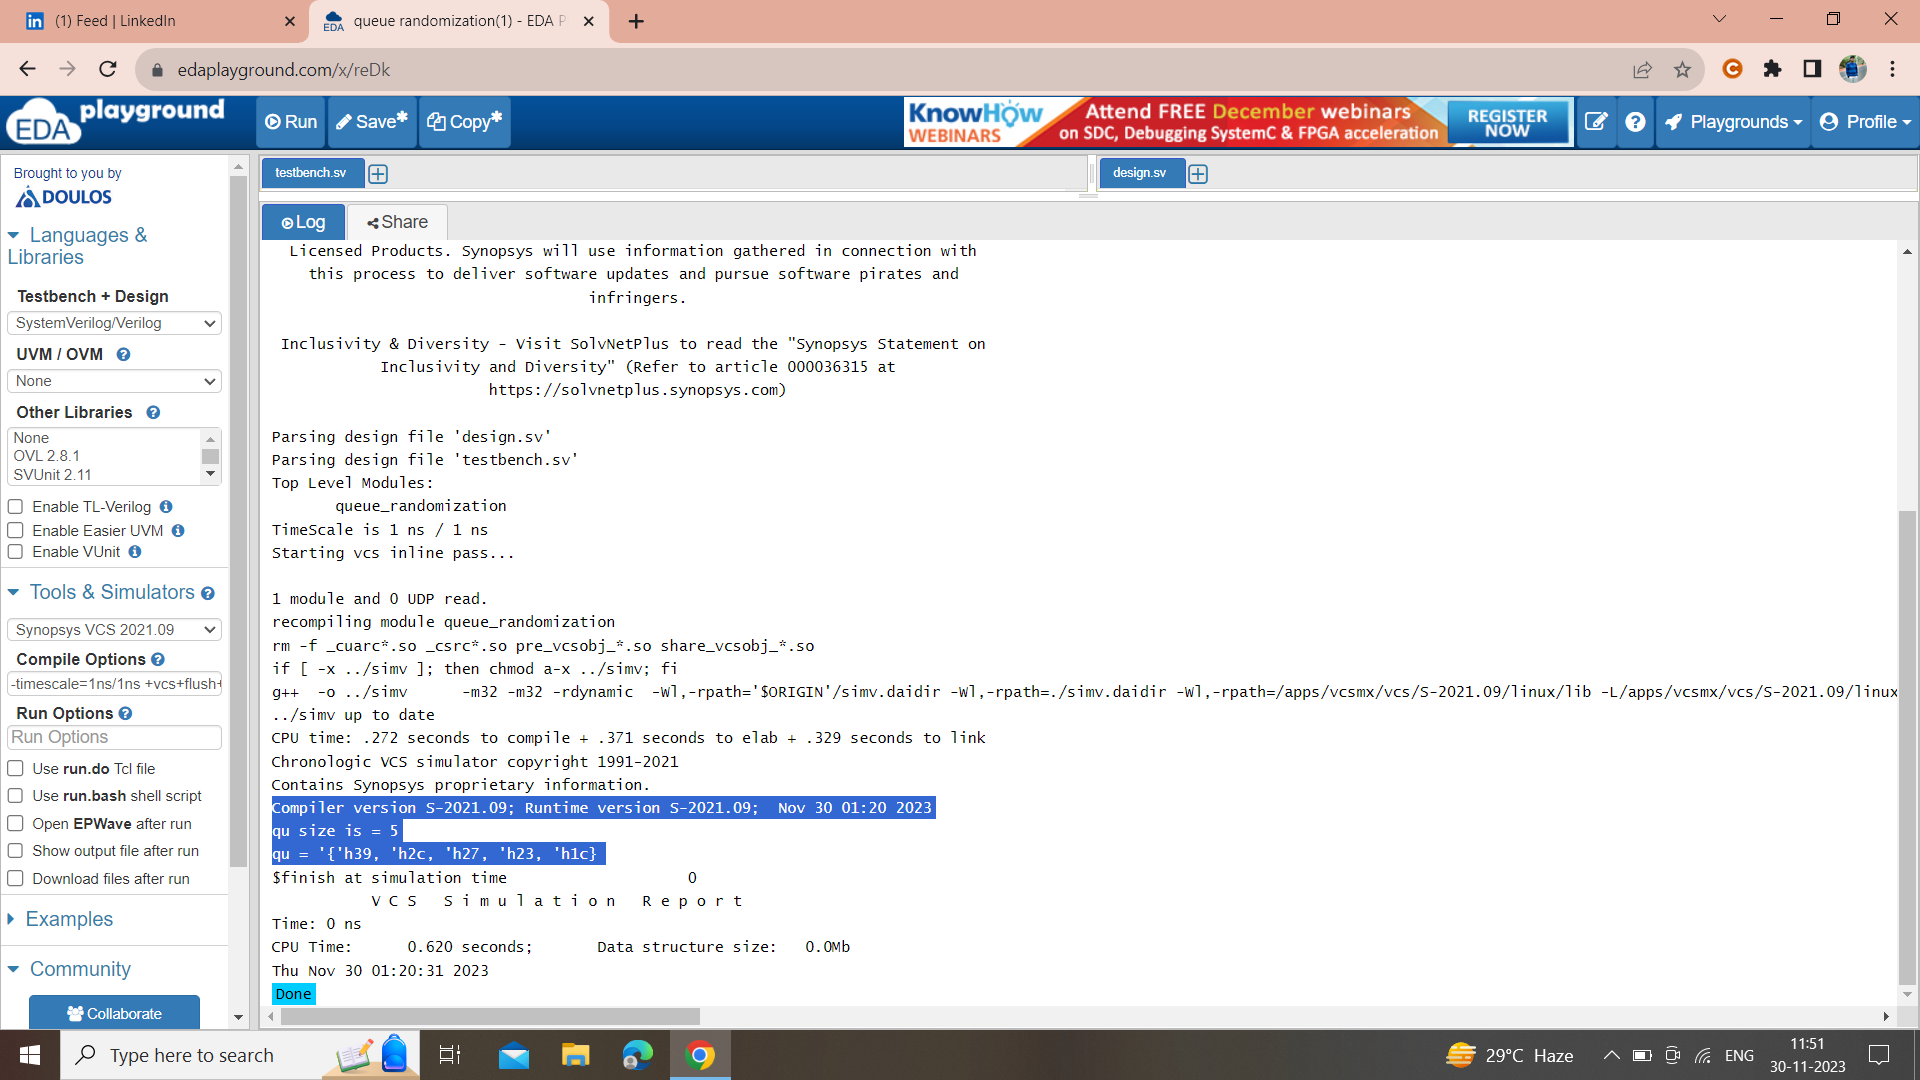 (1) Feed | LinkedIn
queue randomization(1) - EDA P
edaplayground.com/x/reDk
EDA playground
Run
Save*
Copy*
KnowHow WEBINARS
Attend FREE December webinars
on SDC, Debugging SystemC & FPGA acceleration
REGISTER NOW
Playgrounds
Profile
Brought to you by
DOULOS
Languages &
Libraries
Testbench + Design
SystemVerilog/Verilog
UVM / OVM
None
Other Libraries
None
OVL 2.8.1
SVUnit 2.11
Enable TL-Verilog
Enable Easier UVM
Enable VUnit
Tools & Simulators
Synopsys VCS 2021.09
Compile Options
-timescale=1ns/1ns +vcs+flush+
Run Options
Run Options
Use run.do Tcl file
Use run.bash shell script
Open EPWave after run
Show output file after run
Download files after run
Examples
Community
Collaborate
testbench.sv
design.sv
Log
Share
Licensed Products. Synopsys will use information gathered in connection with
this process to deliver software updates and pursue software pirates and
infringers.
Inclusivity & Diversity - Visit SolvNetPlus to read the "Synopsys Statement on
Inclusivity and Diversity" (Refer to article 000036315 at
https://solvnetplus.synopsys.com)
Parsing design file 'design.sv'
Parsing design file 'testbench.sv'
Top Level Modules:
queue_randomization
TimeScale is 1 ns / 1 ns
Starting vcs inline pass...
1 module and 0 UDP read.
recompiling module queue_randomization
rm -f _cuarc*.so _csrc*.so pre_vcsobj_*.so share_vcsobj_*.so
if [ -x ../simv ]; then chmod a-x ../simv; fi
g++ -o ../simv -m32 -m32 -rdynamic -Wl,-rpath='$ORIGIN'/simv.daidir -Wl,-rpath=./simv.daidir -Wl,-rpath=/apps/vcsmx/vcs/S-2021.09/linux/lib -L/apps/vcsmx/vcs/S-2021.09/linux
../simv up to date
CPU time: .272 seconds to compile + .371 seconds to elab + .329 seconds to link
Chronologic VCS simulator copyright 1991-2021
Contains Synopsys proprietary information.
Compiler version S-2021.09; Runtime version S-2021.09; Nov 30 01:20 2023
qu size is = 5
qu = '{'h39, 'h2c, 'h27, 'h23, 'h1c}
$finish at simulation time 0
V C S S i m u l a t i o n R e p o r t
Time: 0 ns
CPU Time: 0.620 seconds; Data structure size: 0.0Mb
Thu Nov 30 01:20:31 2023
Done
Type here to search
29°C Haze
ENG
11:51
30-11-2023